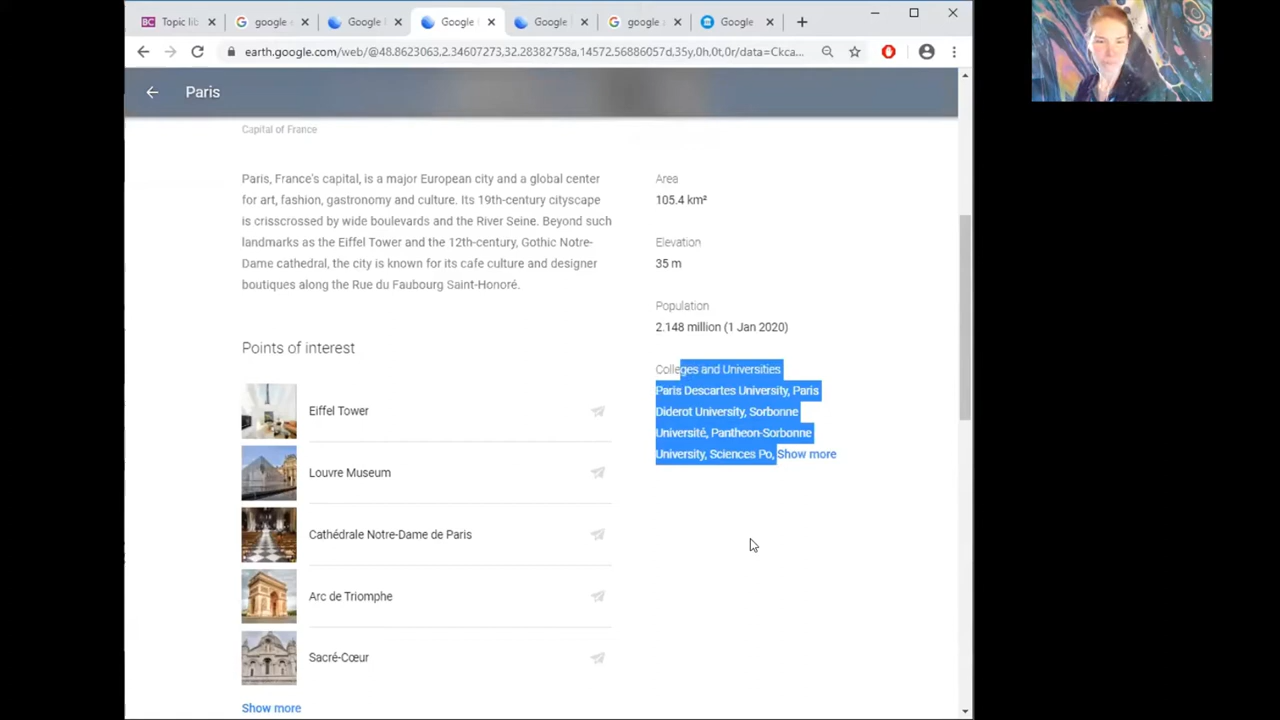 Topic lib
google e
Google
Google
Google
google a
Google
earth.google.com/web/@48.8623063,2.34607273,32.28382758a,14572.56886057d,35y,0h,0t,0r/data=Ckca...
Paris
Capital of France
Paris, France's capital, is a major European city and a global center
for art, fashion, gastronomy and culture. Its 19th-century cityscape
is crisscrossed by wide boulevards and the River Seine. Beyond such
landmarks as the Eiffel Tower and the 12th-century, Gothic Notre-
Dame cathedral, the city is known for its cafe culture and designer
boutiques along the Rue du Faubourg Saint-Honoré.
Points of interest
Eiffel Tower
Louvre Museum
Cathédrale Notre-Dame de Paris
Arc de Triomphe
Sacré-Cœur
Show more
Area
105.4 km²
Elevation
35 m
Population
2.148 million (1 Jan 2020)
Colleges and Universities
Paris Descartes University, Paris
Diderot University, Sorbonne
Université, Pantheon-Sorbonne
University, Sciences Po, Show more